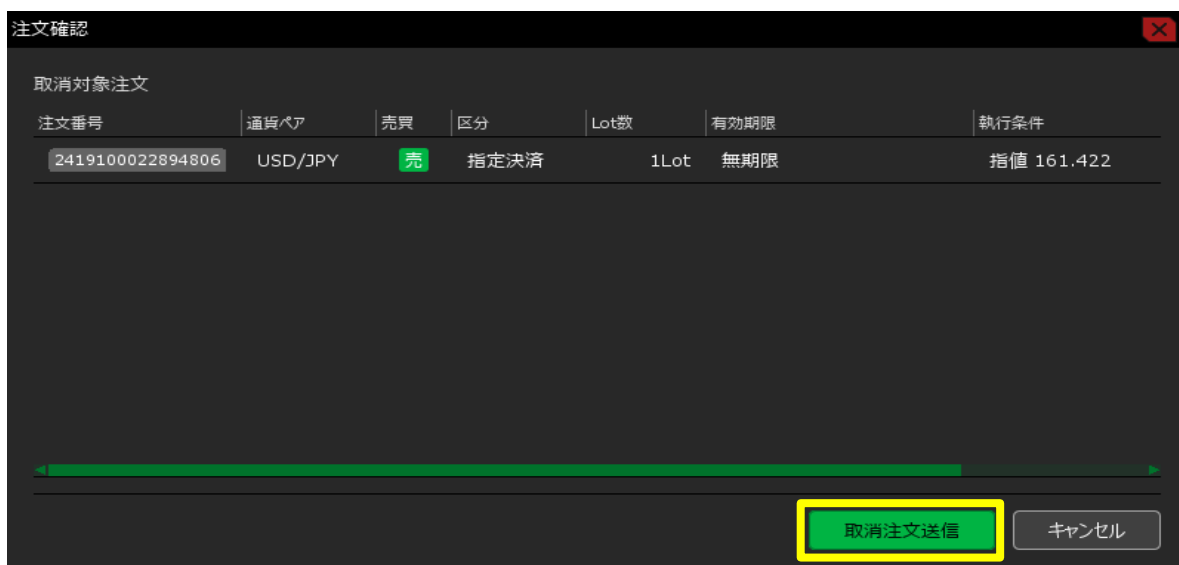 注文確認
取消対象注文
注文番号 通貨ペア 売買 区分 Lot数 有効期限 執行条件
2419100022894806 USD/JPY 売 指定決済 1Lot 無期限 指値 161.422
取消注文送信 キャンセル